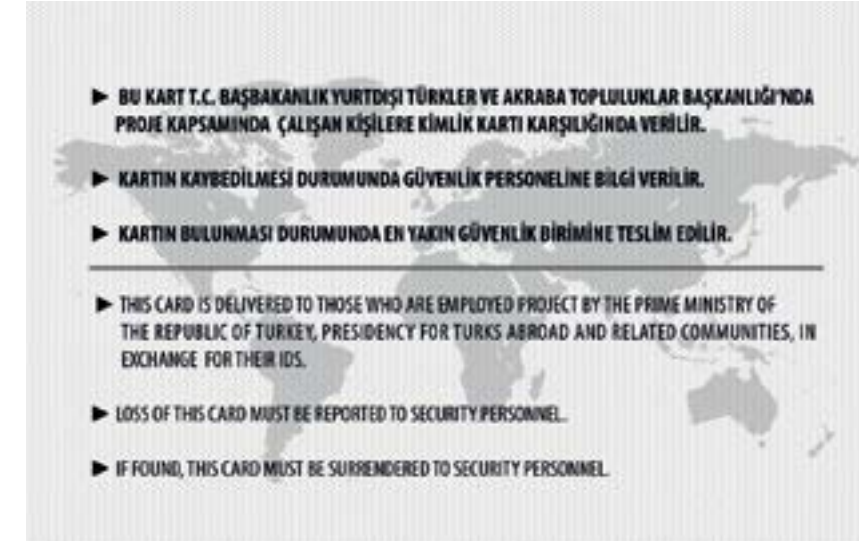 ► BU KART T.C. BAŞBAKANLIK YURTDIŞI TÜRKLER VE AKRABA TOPLULUKLAR BAŞKANLIĞI'NDA
PROJE KAPSAMINDA ÇALIŞAN KİŞİLERE KİMLİK KARTI KARŞILIĞINDA VERİLİR.
► KARTIN KAYBEDİLMESİ DURUMUNDA GÜVENLİK PERSONELİNE BİLGİ VERİLİR.
► KARTIN BULUNMASI DURUMUNDA EN YAKIN GÜVENLİK BİRİMİNE TESLİM EDİLİR.
► THIS CARD IS DELIVERED TO THOSE WHO ARE EMPLOYED PROJECT BY THE PRIME MINISTRY OF
THE REPUBLIC OF TURKEY, PRESIDENCY FOR TURKS ABROAD AND RELATED COMMUNITIES, IN
EXCHANGE FOR THEIR IDS.
► LOSS OF THIS CARD MUST BE REPORTED TO SECURITY PERSONNEL.
► IF FOUND, THIS CARD MUST BE SURRENDERED TO SECURITY PERSONNEL.